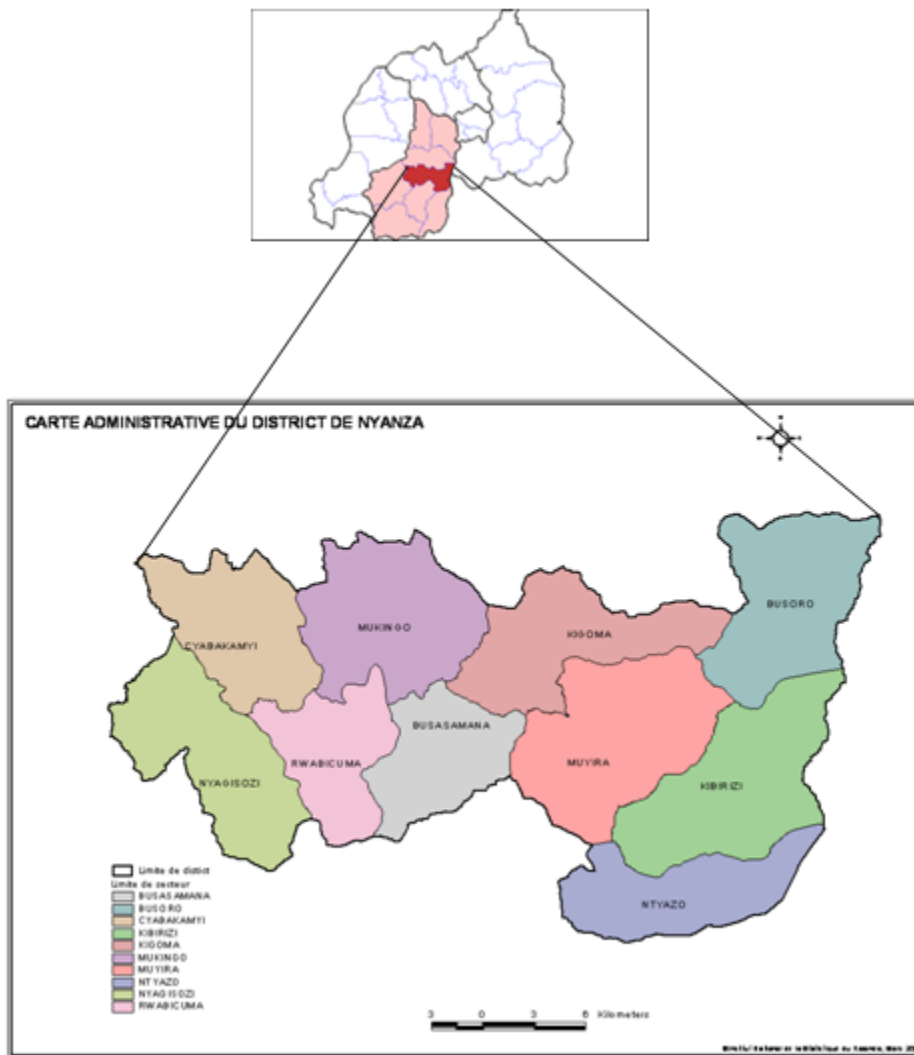 CARTE ADMINISTRATIVE DU DISTRICT DE NYANZA
BUSORO
MUKINGO
KIGOMA
CYABAKAMYI
BUSASAMANA
RWABICUMA
MUYIRA
NYAGISOZI
KIBIRIZI
NTYAZO
Limite de district
Limite de secteur
BUSASAMANA
BUSORO
CYABAKAMYI
KIBIRIZI
KIGOMA
MUKINGO
MUYIRA
NTYAZO
NYAGISOZI
RWABICUMA
3 0 3 6 Kilometers